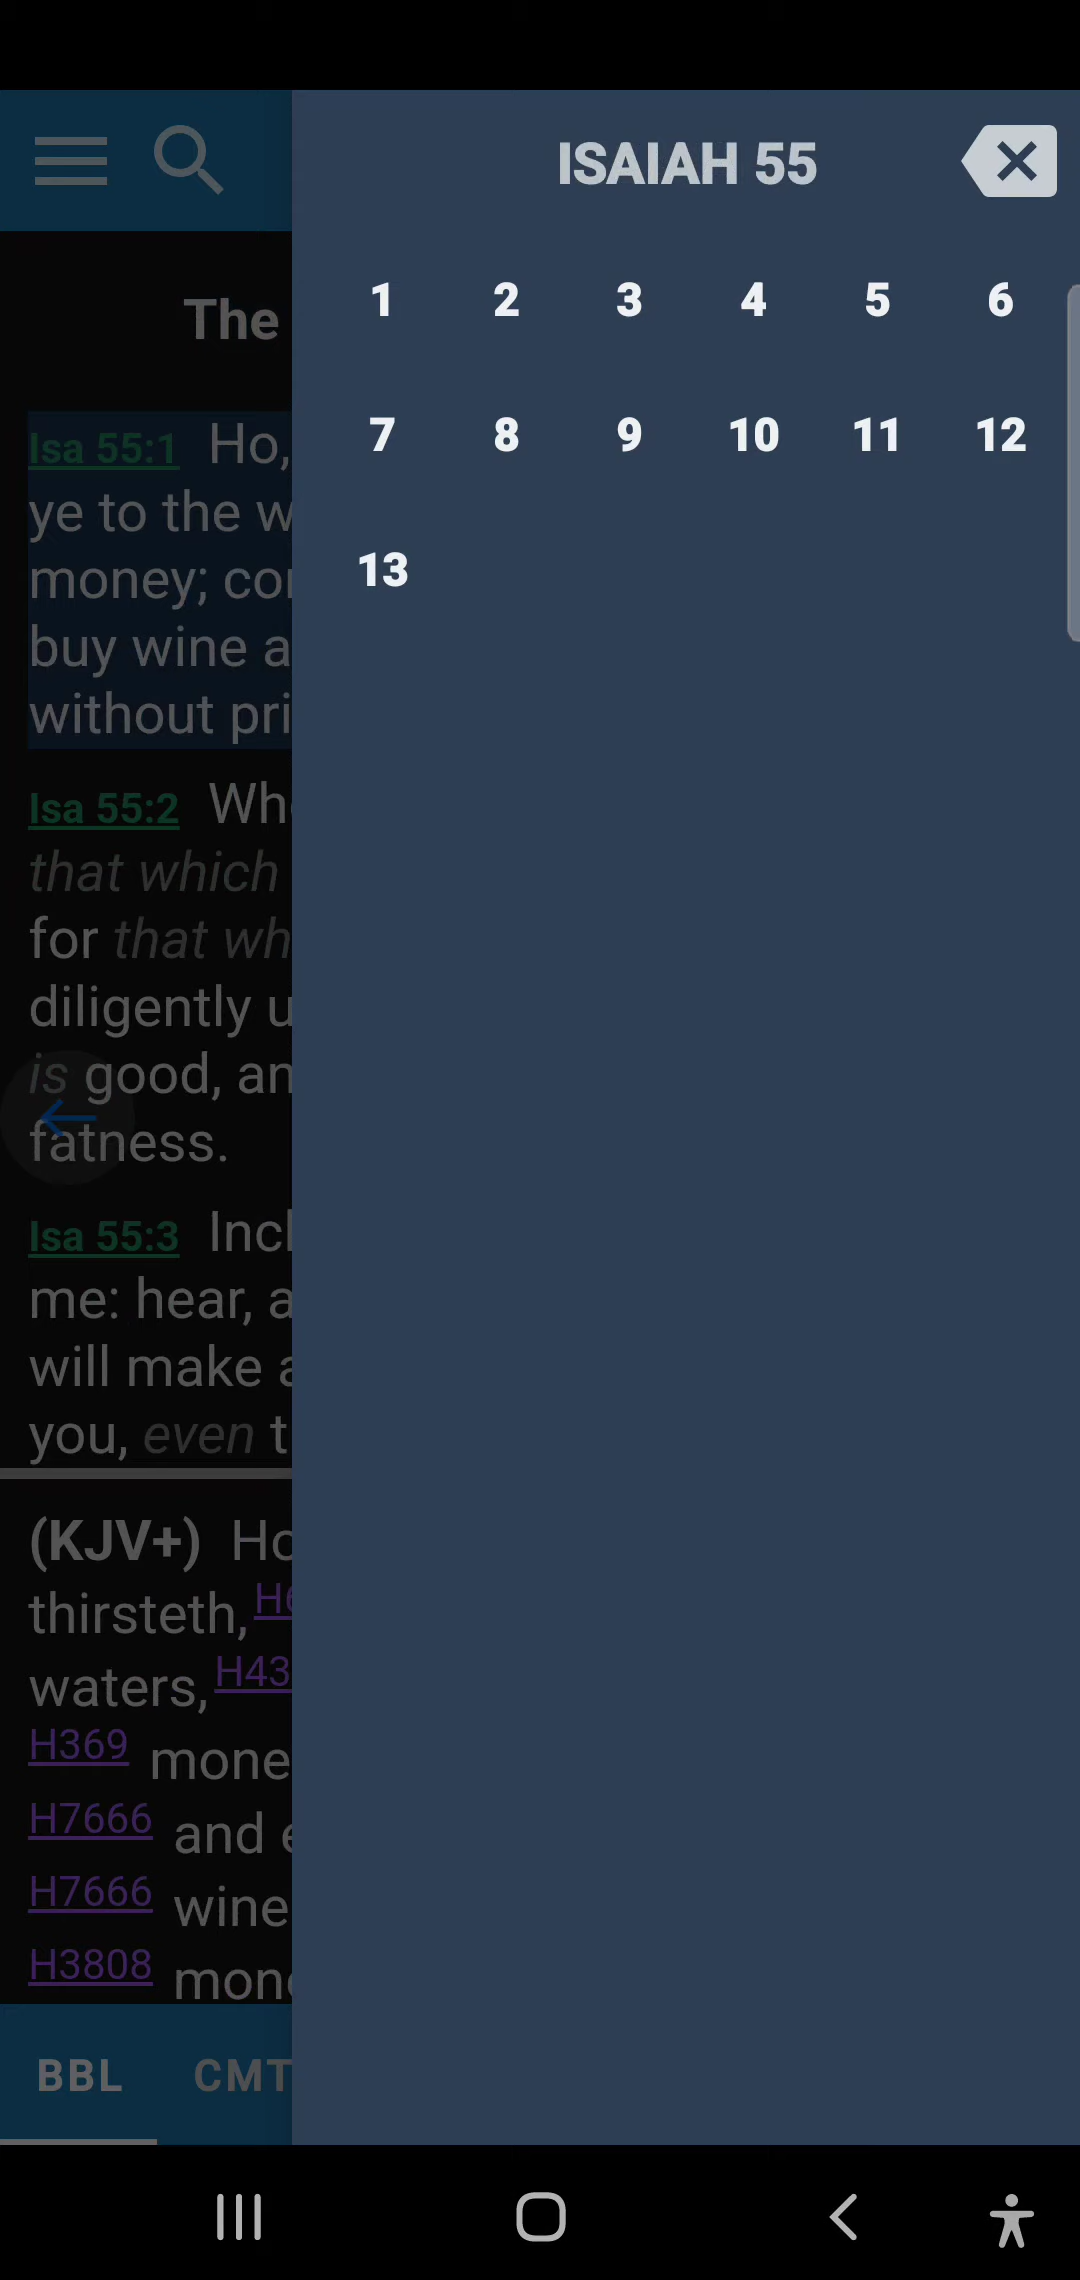 ISAIAH 55
1 2 3 4 5 6
7 8 9 10 11 12
13
The
Isa 55:1 Ho,
ye to the w
money; co
buy wine a
without pri
Isa 55:2 Wh
that which
for that wh
diligently u
is good, an
fatness.
Isa 55:3 Incl
me: hear, a
will make a
you, even t
(KJV+) Ho
thirsteth, H6
waters, H43
H369 mone
H7666 and e
H7666 wine
H3808 mon
BBL CMT